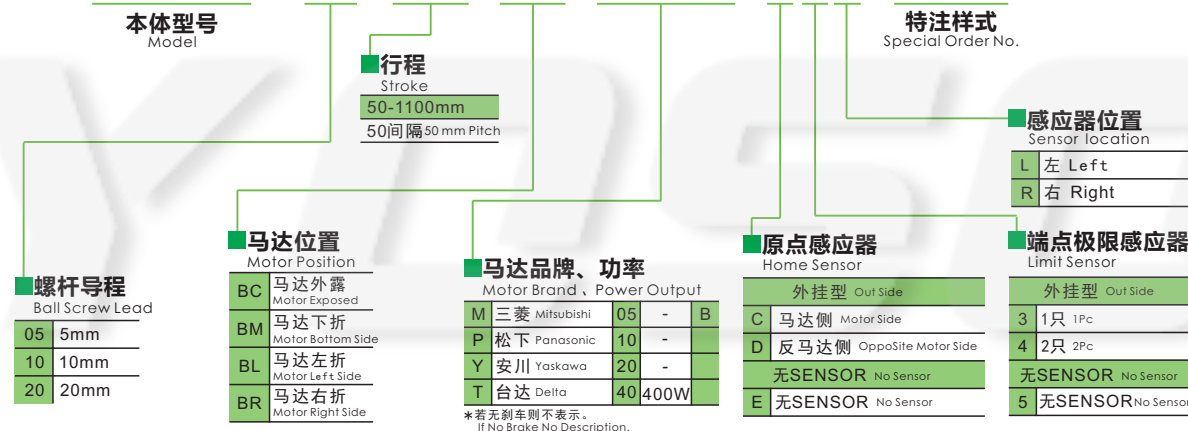 本体型号
Model
特注样式
Special Order No.
行程
Stroke
50-1100mm
50间隔50 mm Pitch
感应器位置
Sensor location
L 左 Left
R 右 Right
螺杆导程
Ball Screw Lead
05 5mm
10 10mm
20 20mm
马达位置
Motor Position
BC 马达外露
Motor Exposed
BM 马达下折
Motor Bottom Side
BL 马达左折
Motor Left Side
BR 马达右折
Motor Right Side
马达品牌、功率
Motor Brand 、Power Output
M 三菱 Mitsubishi 05 - B
P 松下 Panasonic 10 -
Y 安川 Yaskawa 20 -
T 台达 Delta 40 400W
*若无刹车则不表示。
If No Brake No Description.
原点感应器
Home Sensor
外挂型 Out Side
C 马达侧 Motor Side
D 反马达侧 OppoSite Motor Side
无SENSOR No Sensor
E 无SENSOR No Sensor
端点极限感应器
Limit Sensor
外挂型 Out Side
3 1只 1Pc
4 2只 2Pc
无SENSOR No Sensor
5 无SENSOR No Sensor